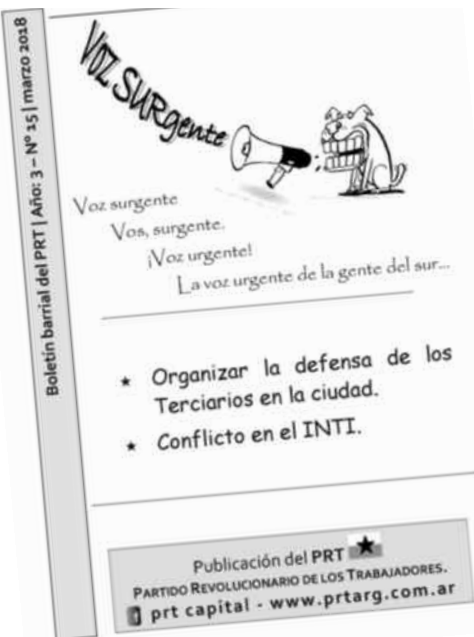 Boletín barrial del PRT | Año: 3 – Nº 15 | marzo 2018
VOZ SURgente
Voz surgente
Vos, surgente.
¡Voz urgente!
La voz urgente de la gente del sur...
★ Organizar la defensa de los
Terciarios en la ciudad.
★ Conflicto en el INTI.
Publicación del PRT
PARTIDO REVOLUCIONARIO DE LOS TRABAJADORES.
prt capital - www.prtarg.com.ar